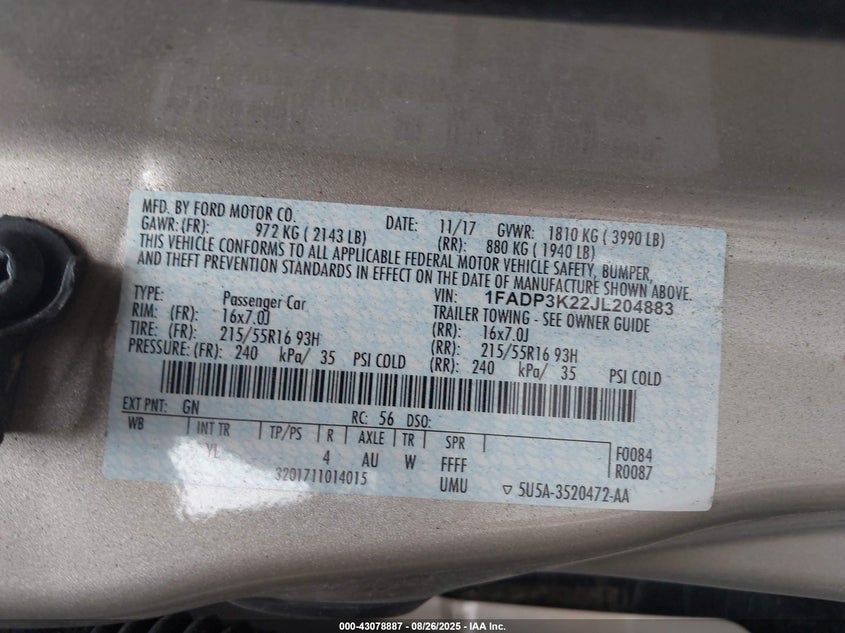 MFD. BY FORD MOTOR CO. DATE: 11/17 GVWR: 1810 KG ( 3990 LB)
GAWR:(FR): 972 KG ( 2143 LB) (RR): 880 KG ( 1940 LB)
THIS VEHICLE CONFORMS TO ALL APPLICABLE FEDERAL MOTOR VEHICLE SAFETY, BUMPER,
AND THEFT PREVENTION STANDARDS IN EFFECT ON THE DATE OF MANUFACTURE SHOWN ABOVE.
TYPE: Passenger Car VIN: 1FADP3K22JL204883
RIM: (FR): 16x7.0J TRAILER TOWING - SEE OWNER GUIDE
(RR): 16x7.0J
TIRE: (FR): 215/55R16 93H (RR): 215/55R16 93H
PRESSURE: (FR): 240 kPa/ 35 PSI COLD (RR): 240 kPa/ 35 PSI COLD
EXT PNT: GN RC: 56 DSO:
WB INT TR TP/PS R AXLE TR SPR
YL 4 AU W FFFF
UMU
F0084
R0087
3201711014015
5U5A-3520472-AA
000-43078887 - 08/26/2025 - IAA Inc.